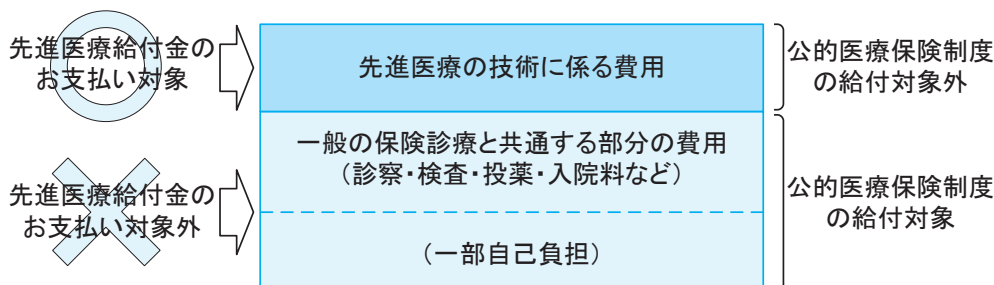 先進医療給付金の
お支払い対象
先進医療の技術に係る費用
公的医療保険制度
の給付対象外
一般の保険診療と共通する部分の費用
（診察・検査・投薬・入院料など）
先進医療給付金の
お支払い対象外
（一部自己負担）
公的医療保険制度
の給付対象